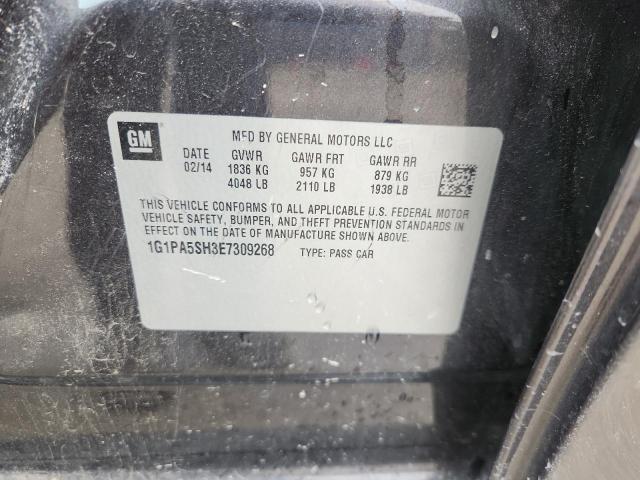 GM
MFD BY GENERAL MOTORS LLC
DATE GVWR GAWR FRT GAWR RR
02/14 1836 KG 957 KG 879 KG
4048 LB 2110 LB 1938 LB
THIS VEHICLE CONFORMS TO ALL APPLICABLE U.S. FEDERAL MOTOR
VEHICLE SAFETY, BUMPER, AND THEFT PREVENTION STANDARDS IN
EFFECT ON THE DATE OF MANUFACTURE SHOWN ABOVE.
1G1PA5SH3E7309268 TYPE: PASS CAR